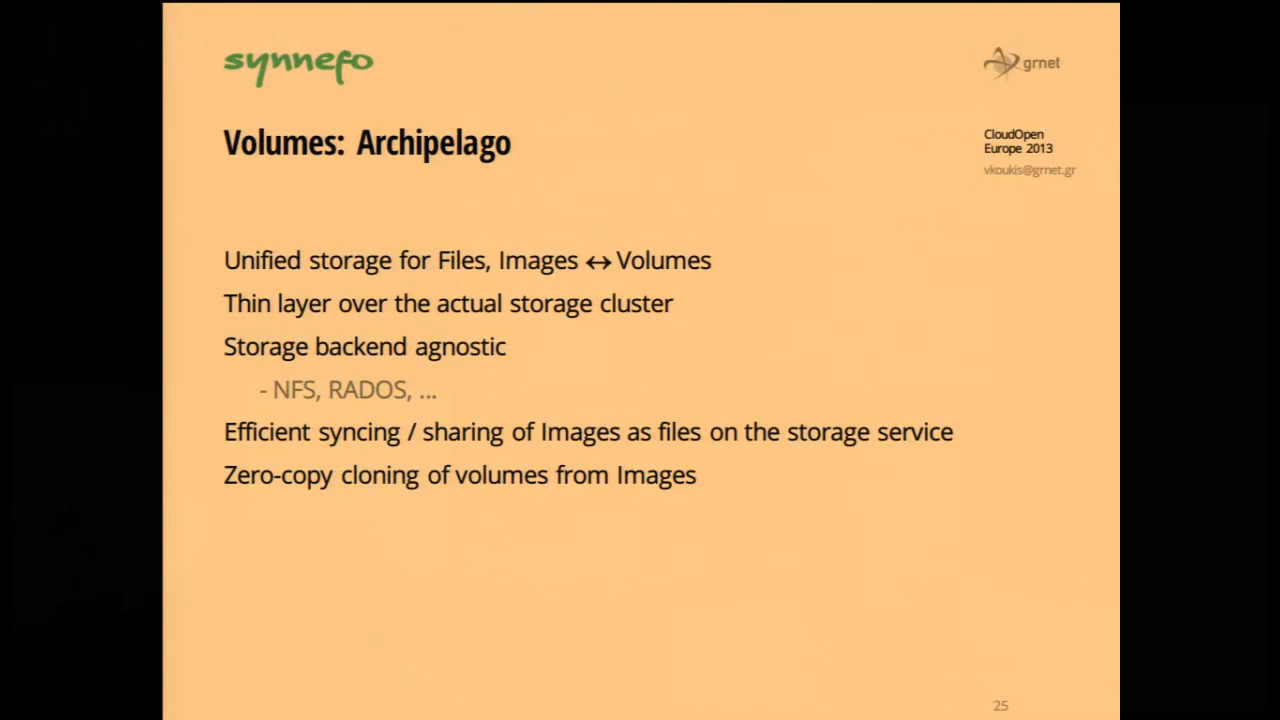 synnefo
grnet
Volumes: Archipelago
CloudOpen
Europe 2013
vkoukis@grnet.gr
Unified storage for Files, Images ↔ Volumes
Thin layer over the actual storage cluster
Storage backend agnostic
- NFS, RADOS, ...
Efficient syncing / sharing of Images as files on the storage service
Zero-copy cloning of volumes from Images
25